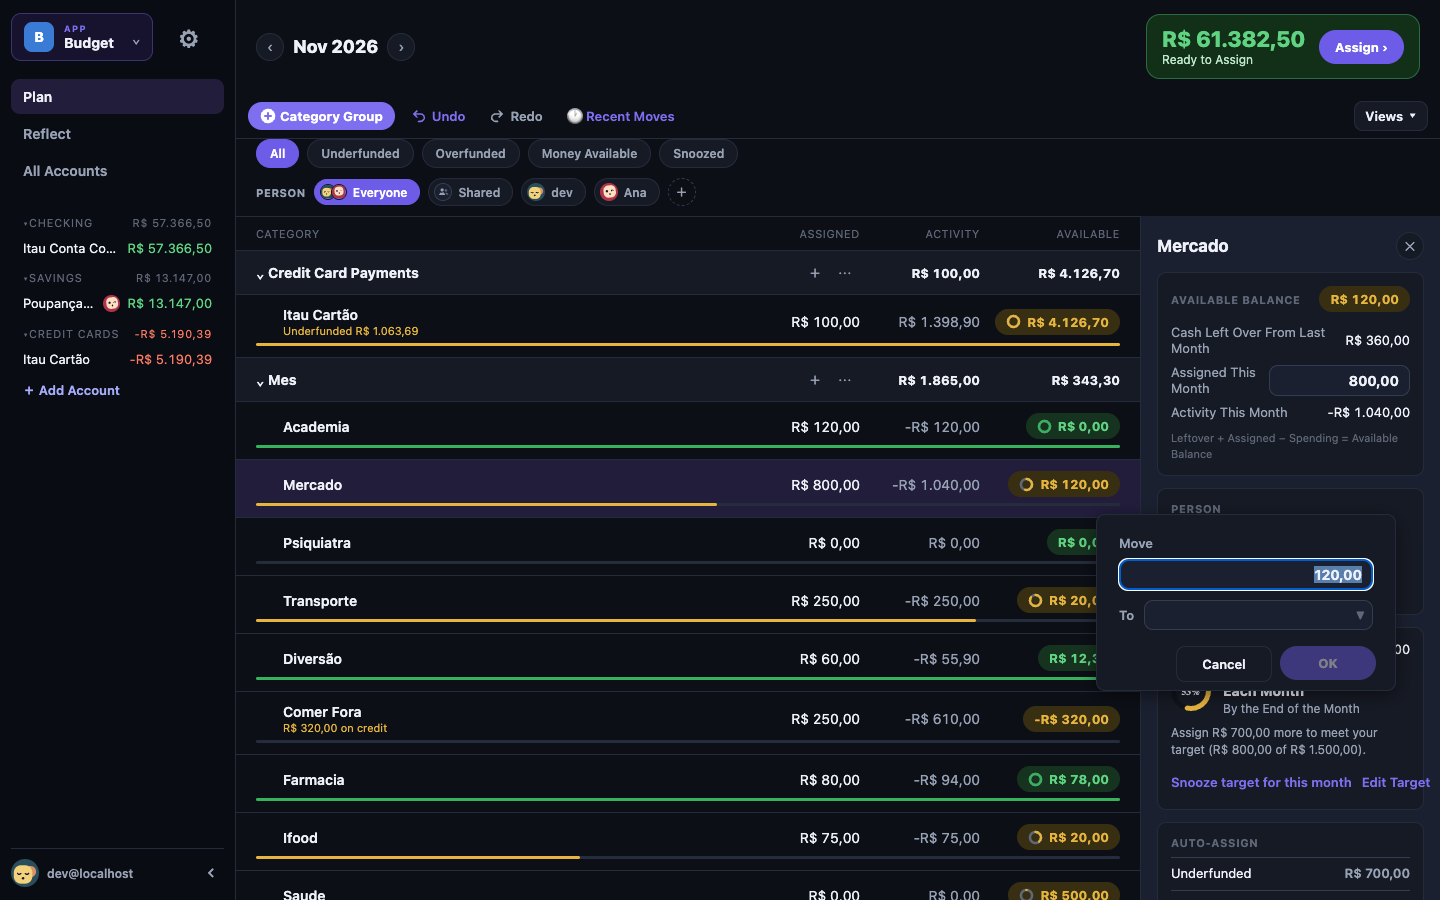 B
APP
Budget
Plan
Reflect
All Accounts
CHECKING R$ 57.366,50
Itau Conta Co... R$ 57.366,50
SAVINGS R$ 13.147,00
Poupança... R$ 13.147,00
CREDIT CARDS -R$ 5.190,39
Itau Cartão -R$ 5.190,39
+ Add Account
dev@localhost
Nov 2026
R$ 61.382,50
Ready to Assign
Assign ›
Category Group Undo Redo Recent Moves
Views
All Underfunded Overfunded Money Available Snoozed
PERSON Everyone Shared dev Ana +
CATEGORY ASSIGNED ACTIVITY AVAILABLE
Credit Card Payments + ... R$ 100,00 R$ 4.126,70
Itau Cartão R$ 100,00 R$ 1.398,90 R$ 4.126,70
Underfunded R$ 1.063,69
Mes + ... R$ 1.865,00 R$ 343,30
Academia R$ 120,00 -R$ 120,00 R$ 0,00
Mercado R$ 800,00 -R$ 1.040,00 R$ 120,00
Psiquiatra R$ 0,00 R$ 0,00
Transporte R$ 250,00 -R$ 250,00
Diversão R$ 60,00 -R$ 55,90
Comer Fora R$ 250,00 -R$ 610,00 -R$ 320,00
R$ 320,00 on credit
Farmacia R$ 80,00 -R$ 94,00 R$ 78,00
Ifood R$ 75,00 -R$ 75,00 R$ 20,00
Saude R$ 0,00 R$ 0,00 R$ 500,00
Mercado
AVAILABLE BALANCE R$ 120,00
Cash Left Over From Last Month R$ 360,00
Assigned This Month 800,00
Activity This Month -R$ 1.040,00
Leftover + Assigned – Spending = Available
Balance
PERSON
Move
120,00
To
Cancel OK
Each Month
By the End of the Month
Assign R$ 700,00 more to meet your
target (R$ 800,00 of R$ 1.500,00).
Snooze target for this month Edit Target
AUTO-ASSIGN
Underfunded R$ 700,00